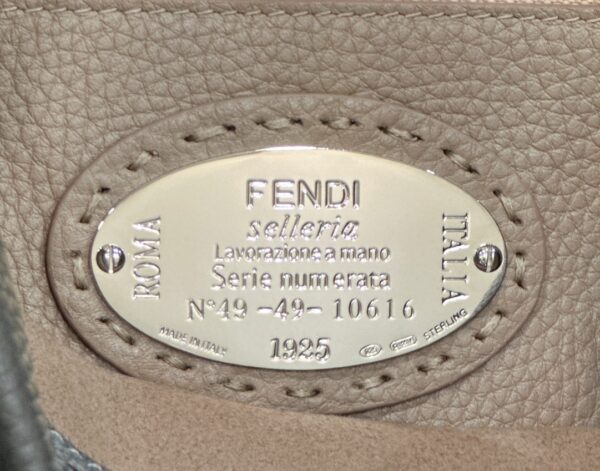 FENDI
selleria
Lavorazione a mano
Serie numerata
N°49 -49- 10616
1925
ROMA
ITALIA
MADE IN ITALY
STERLING